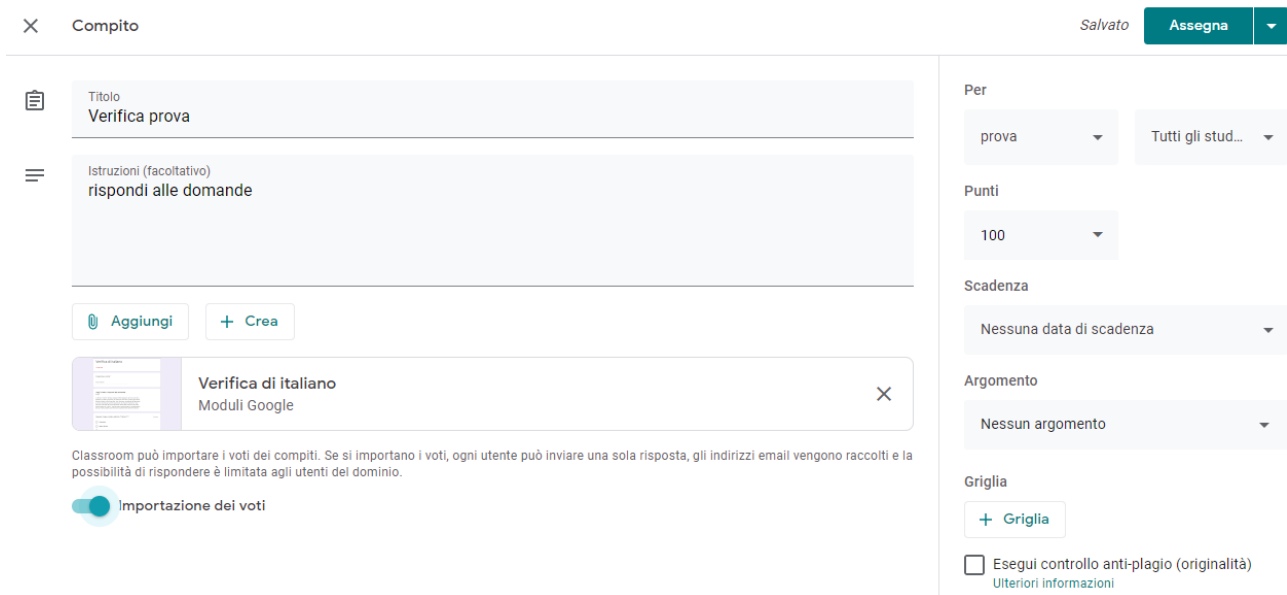 Compito
Salvato
Assegna
Titolo
Verifica prova
Istruzioni (facoltativo)
rispondi alle domande
Aggiungi
Crea
Verifica di italiano
Moduli Google
Classroom può importare i voti dei compiti. Se si importano i voti, ogni utente può inviare una sola risposta, gli indirizzi email vengono raccolti e la
possibilità di rispondere è limitata agli utenti del dominio.
Importazione dei voti
Per
prova
Tutti gli stud...
Punti
100
Scadenza
Nessuna data di scadenza
Argomento
Nessun argomento
Griglia
Griglia
Esegui controllo anti-plagio (originalità)
Ulteriori informazioni